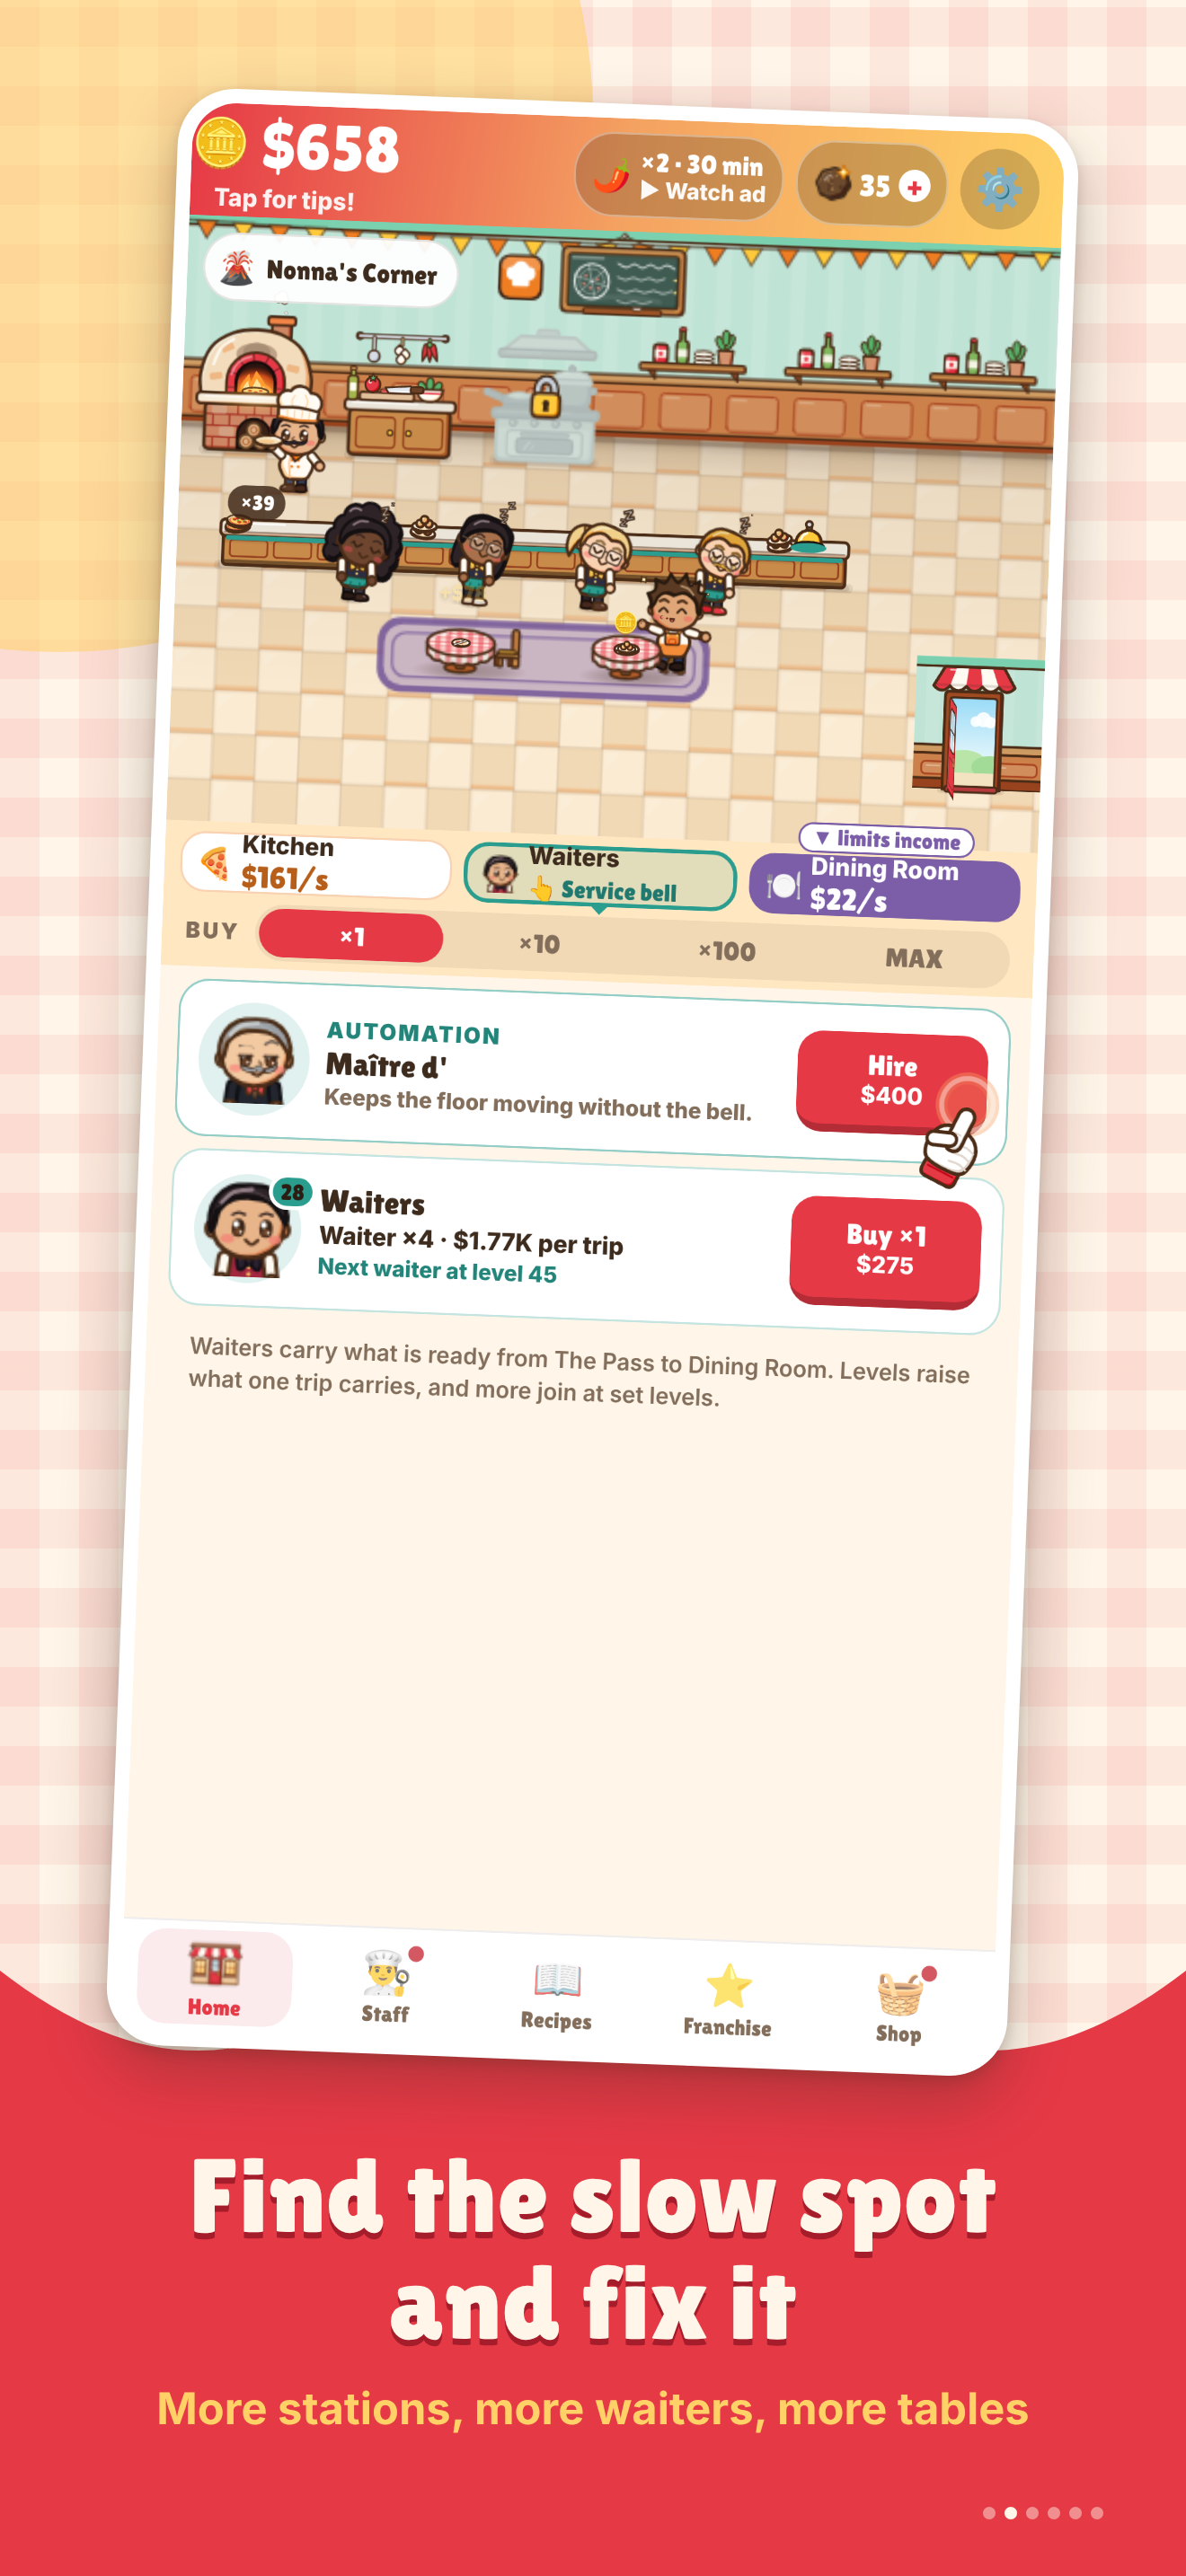 $658
Tap for tips!
×2 · 30 min
▶ Watch ad
35 +
Nonna's Corner
×39
▼ limits income
Kitchen
$161/s
Waiters
Service bell
Dining Room
$22/s
BUY
×1
×10
×100
MAX
AUTOMATION
Maître d'
Keeps the floor moving without the bell.
Hire
$400
28
Waiters
Waiter ×4 · $1.77K per trip
Next waiter at level 45
Buy ×1
$275
Waiters carry what is ready from The Pass to Dining Room. Levels raise
what one trip carries, and more join at set levels.
Home
Staff
Recipes
Franchise
Shop
Find the slow spot
and fix it
More stations, more waiters, more tables